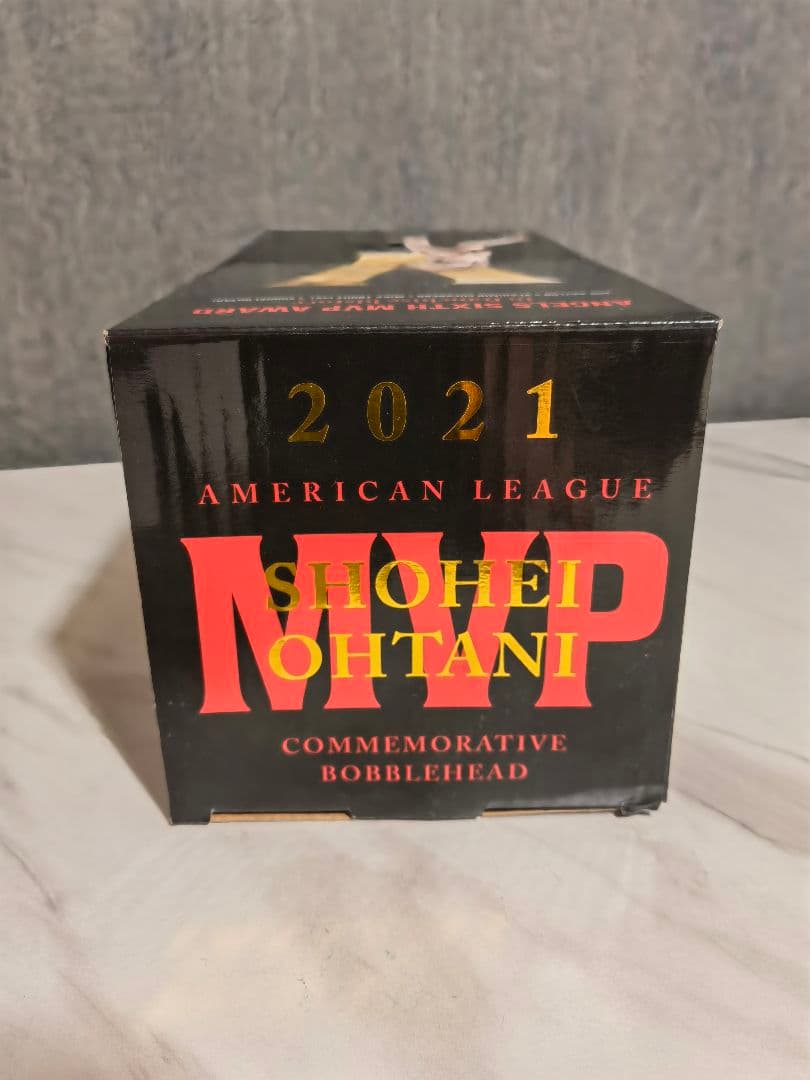 ANGELS SIXTH MVP AWARD
2021
AMERICAN LEAGUE
MVP
SHOHEI
OHTANI
COMMEMORATIVE
BOBBLEHEAD